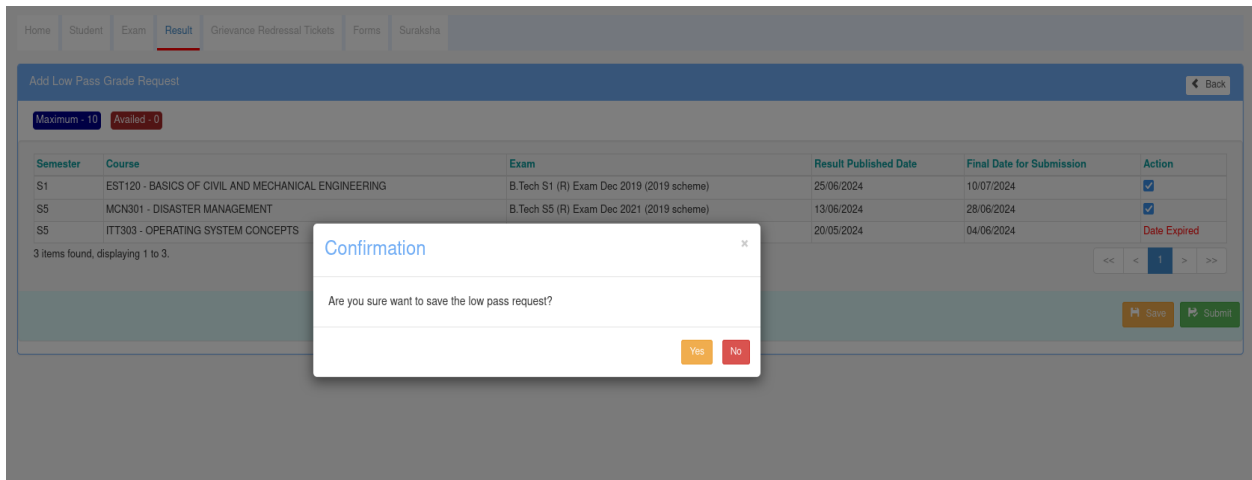 Home Student Exam Result Grievance Redressal Tickets Forms Suraksha
Add Low Pass Grade Request
Back
Maximum - 10 Availed - 0
Semester Course Exam Result Published Date Final Date for Submission Action
S1 EST120 - BASICS OF CIVIL AND MECHANICAL ENGINEERING B.Tech S1 (R) Exam Dec 2019 (2019 scheme) 25/06/2024 10/07/2024
S5 MCN301 - DISASTER MANAGEMENT B.Tech S5 (R) Exam Dec 2021 (2019 scheme) 13/06/2024 28/06/2024
S5 ITT303 - OPERATING SYSTEM CONCEPTS 20/05/2024 04/06/2024 Date Expired
3 items found, displaying 1 to 3.
<< < 1 > >>
Confirmation ×
Are you sure want to save the low pass request?
Save Submit
Yes No